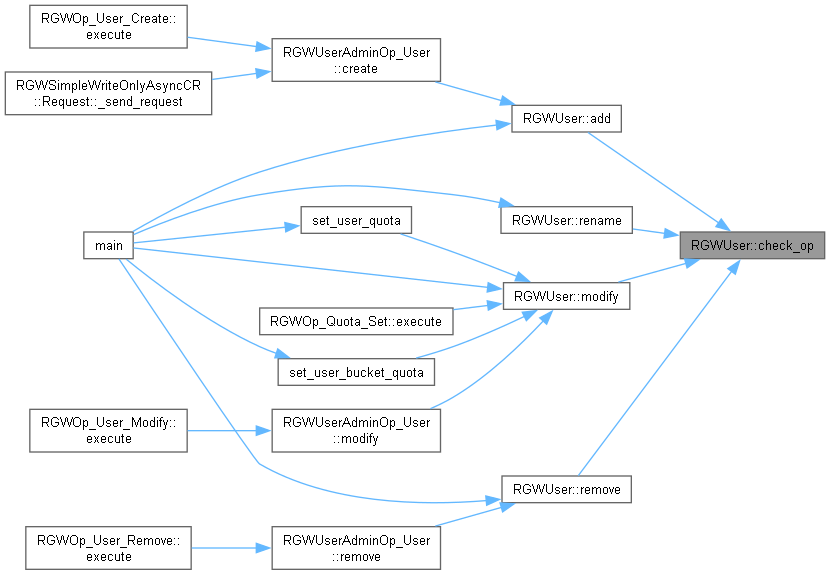 RGWOp_User_Create::
execute
RGWSimpleWriteOnlyAsyncCR
::Request::_send_request
RGWUserAdminOp_User
::create
RGWUser::add
main
set_user_quota
RGWUser::rename
RGWUser::check_op
RGWUser::modify
RGWOp_Quota_Set::execute
set_user_bucket_quota
RGWOp_User_Modify::
execute
RGWUserAdminOp_User
::modify
RGWUser::remove
RGWOp_User_Remove::
execute
RGWUserAdminOp_User
::remove